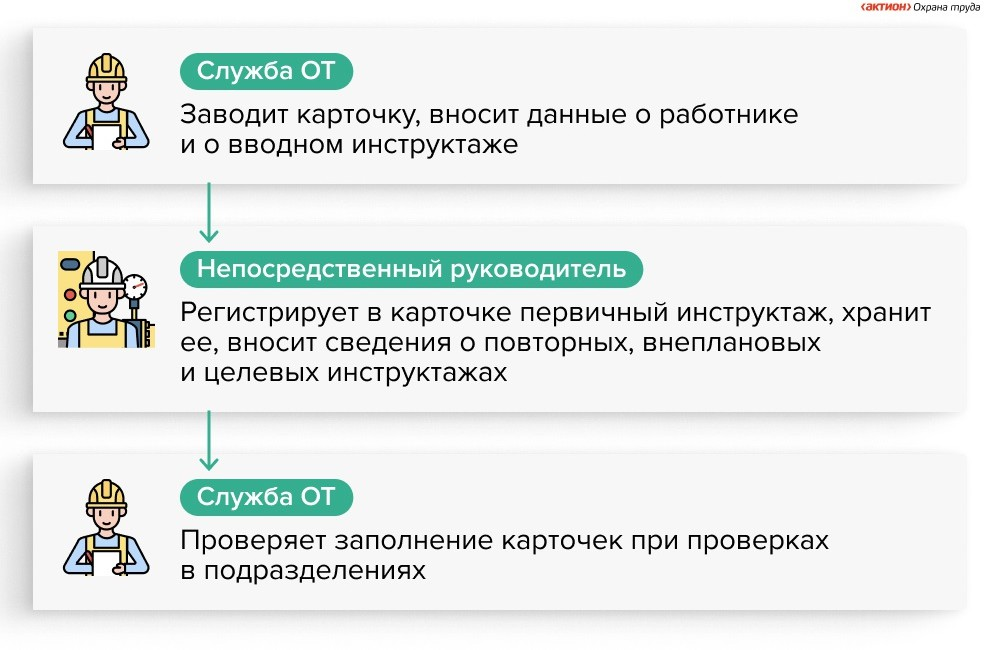 ‹актион› Охрана труда
Служба ОТ
Заводит карточку, вносит данные о работнике
и о вводном инструктаже
Непосредственный руководитель
Регистрирует в карточке первичный инструктаж, хранит
ее, вносит сведения о повторных, внеплановых
и целевых инструктажах
Служба ОТ
Проверяет заполнение карточек при проверках
в подразделениях